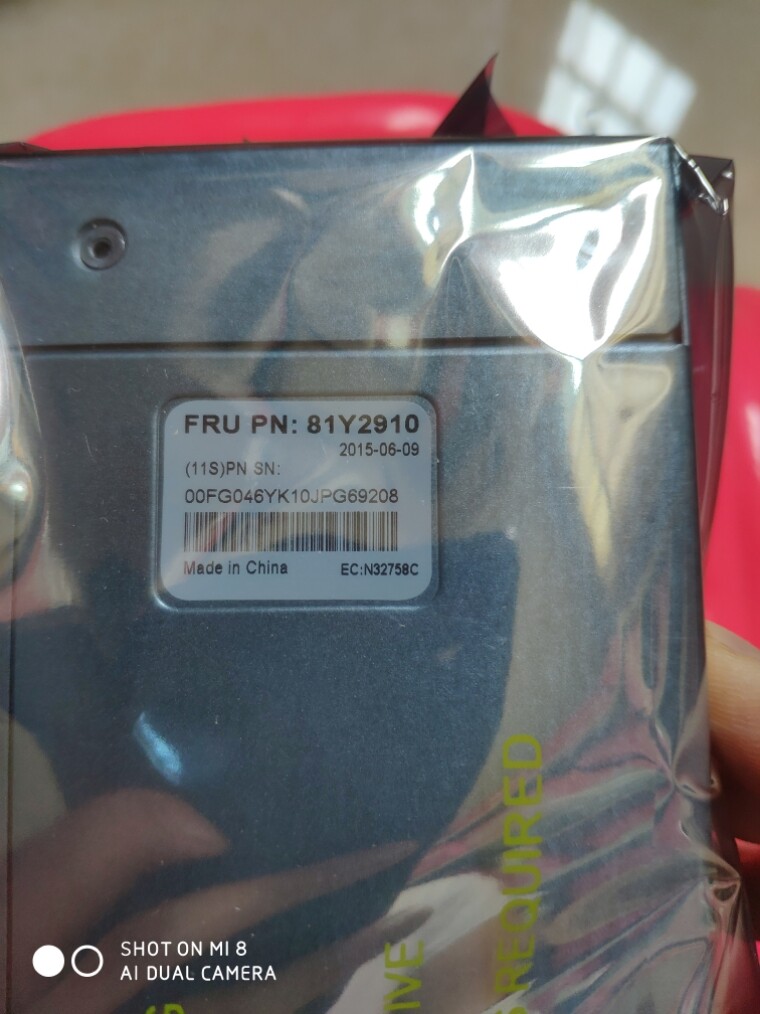 FRU PN: 81Y2910
2015-06-09
(11S)PN SN:
00FG046YK10JPG69208
Made in China
EC:N32758C
REQUIRED
SHOT ON MI 8
AI DUAL CAMERA